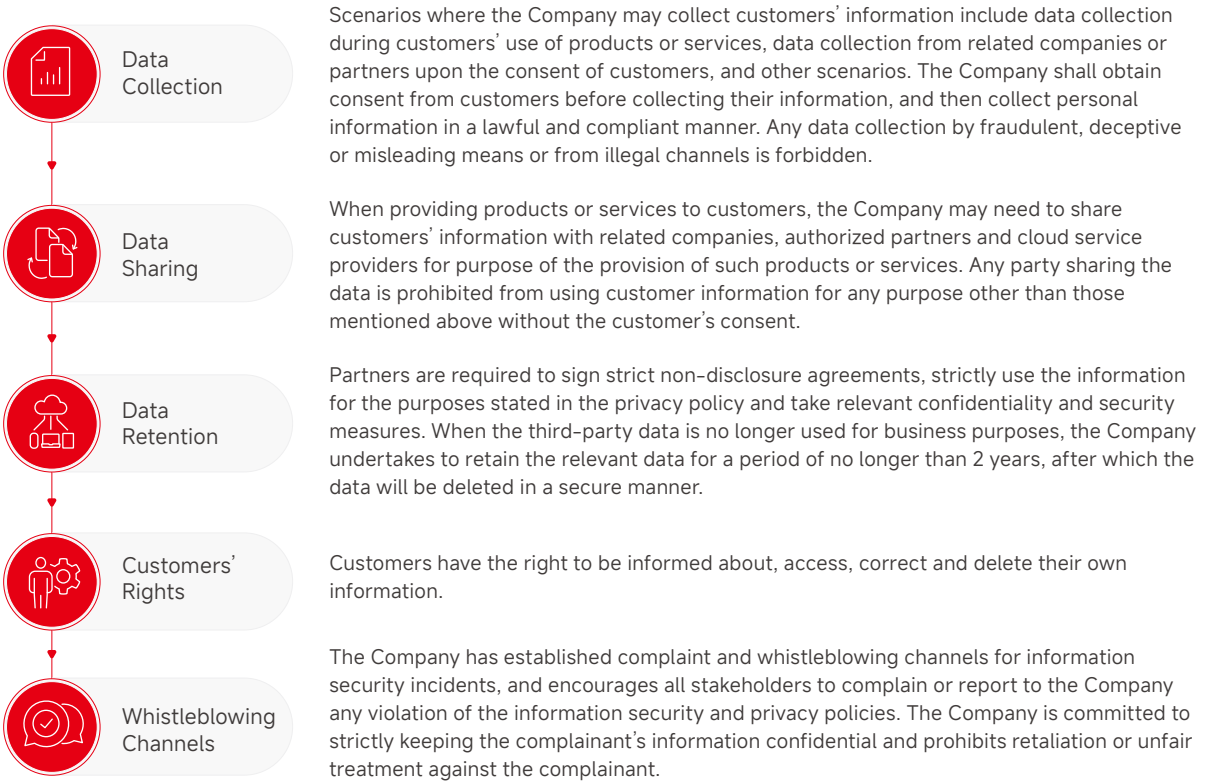 Data
Collection
Scenarios where the Company may collect customers’ information include data collection
during customers’ use of products or services, data collection from related companies or
partners upon the consent of customers, and other scenarios. The Company shall obtain
consent from customers before collecting their information, and then collect personal
information in a lawful and compliant manner. Any data collection by fraudulent, deceptive
or misleading means or from illegal channels is forbidden.
Data
Sharing
When providing products or services to customers, the Company may need to share
customers’ information with related companies, authorized partners and cloud service
providers for purpose of the provision of such products or services. Any party sharing the
data is prohibited from using customer information for any purpose other than those
mentioned above without the customer’s consent.
Data
Retention
Partners are required to sign strict non-disclosure agreements, strictly use the information
for the purposes stated in the privacy policy and take relevant confidentiality and security
measures. When the third-party data is no longer used for business purposes, the Company
undertakes to retain the relevant data for a period of no longer than 2 years, after which the
data will be deleted in a secure manner.
Customers’
Rights
Customers have the right to be informed about, access, correct and delete their own
information.
Whistleblowing
Channels
The Company has established complaint and whistleblowing channels for information
security incidents, and encourages all stakeholders to complain or report to the Company
any violation of the information security and privacy policies. The Company is committed to
strictly keeping the complainant’s information confidential and prohibits retaliation or unfair
treatment against the complainant.